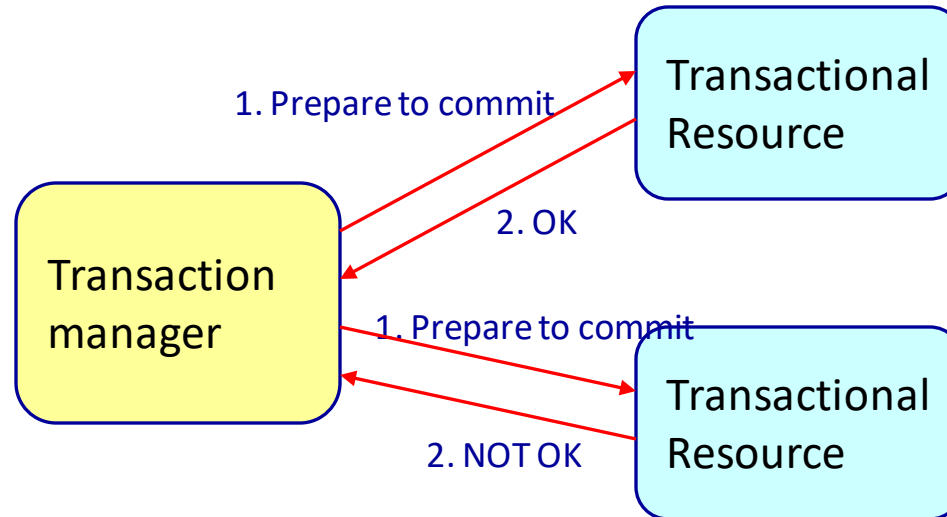 Transactional
Resource
1. Prepare to commit
2. OK
Transaction
manager
1. Prepare to commit
Transactional
Resource
2. NOT OK